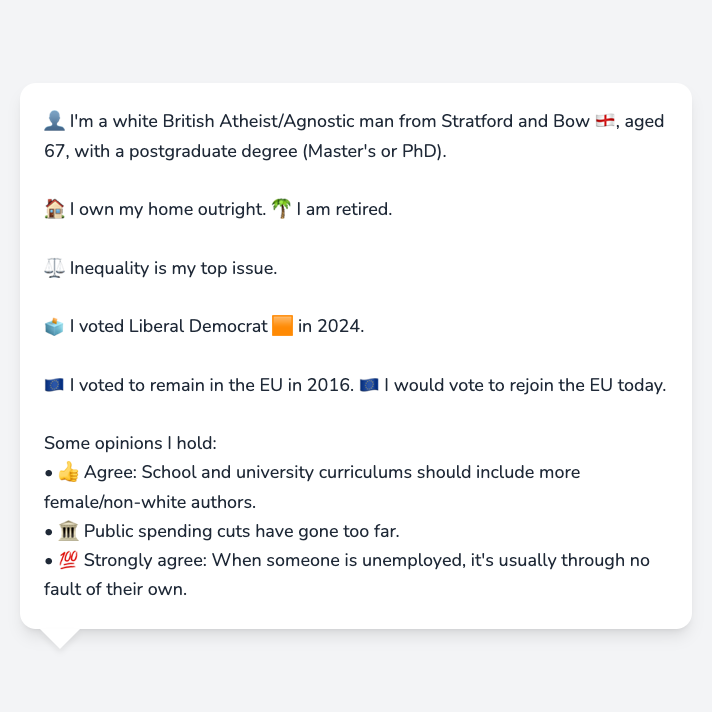 👤 I'm a white British Atheist/Agnostic man from Stratford and Bow 🏴󠁧󠁢󠁥󠁮󠁧󠁿, aged
67, with a postgraduate degree (Master's or PhD).
🏠 I own my home outright. 🌴 I am retired.
⚖️ Inequality is my top issue.
🗳️ I voted Liberal Democrat 🟧 in 2024.
🇪🇺 I voted to remain in the EU in 2016. 🇪🇺 I would vote to rejoin the EU today.
Some opinions I hold:
• 👍 Agree: School and university curriculums should include more
female/non-white authors.
• 🏛️ Public spending cuts have gone too far.
• 💯 Strongly agree: When someone is unemployed, it's usually through no
fault of their own.